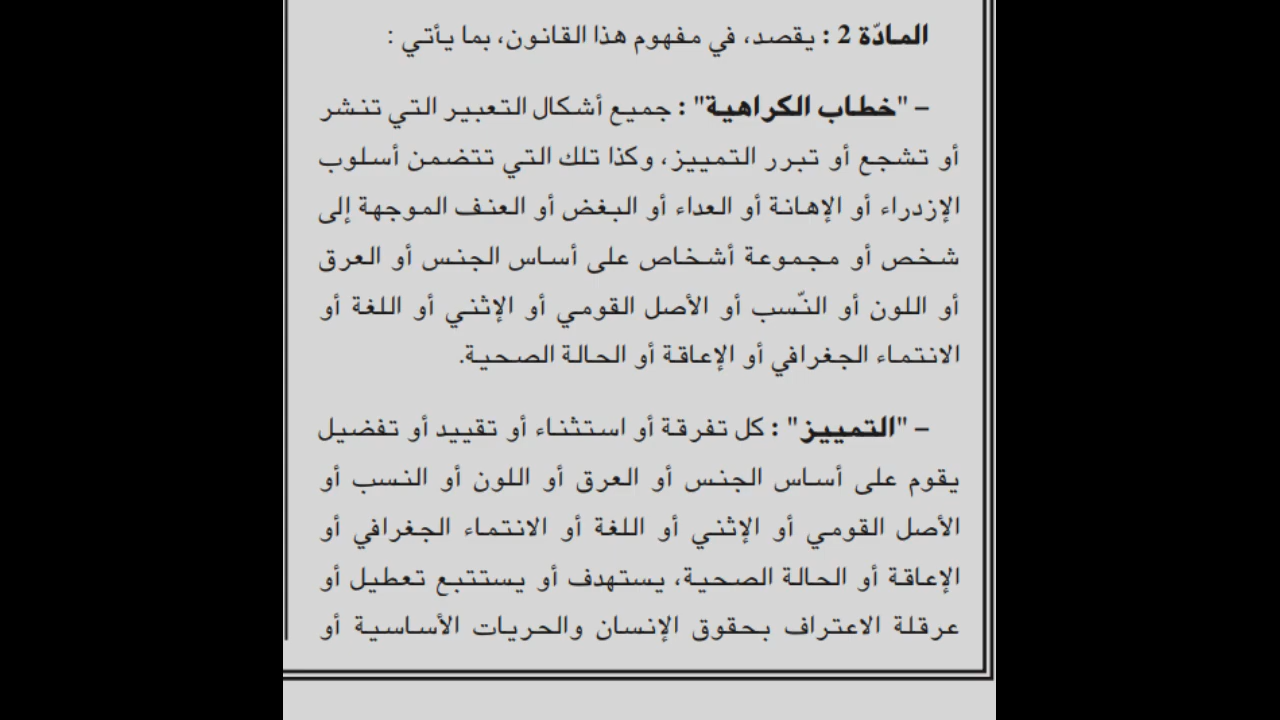 المادّة 2 : يقصد، في مفهوم هذا القانون، بما يأتي :
– "خطاب الكراهية" : جميع أشكال التعبير التي تنشر
أو تشجع أو تبرر التمييز، وكذا تلك التي تتضمن أسلوب
الإزدراء أو الإهانة أو العداء أو البغض أو العنف الموجهة إلى
شخص أو مجموعة أشخاص على أساس الجنس أو العرق
أو اللون أو النّسب أو الأصل القومي أو الإثني أو اللغة أو
الانتماء الجغرافي أو الإعاقة أو الحالة الصحية.
– "التمييز" : كل تفرقة أو استثناء أو تقييد أو تفضيل
يقوم على أساس الجنس أو العرق أو اللون أو النسب أو
الأصل القومي أو الإثني أو اللغة أو الانتماء الجغرافي أو
الإعاقة أو الحالة الصحية، يستهدف أو يستتبع تعطيل أو
عرقلة الاعتراف بحقوق الإنسان والحريات الأساسية أو